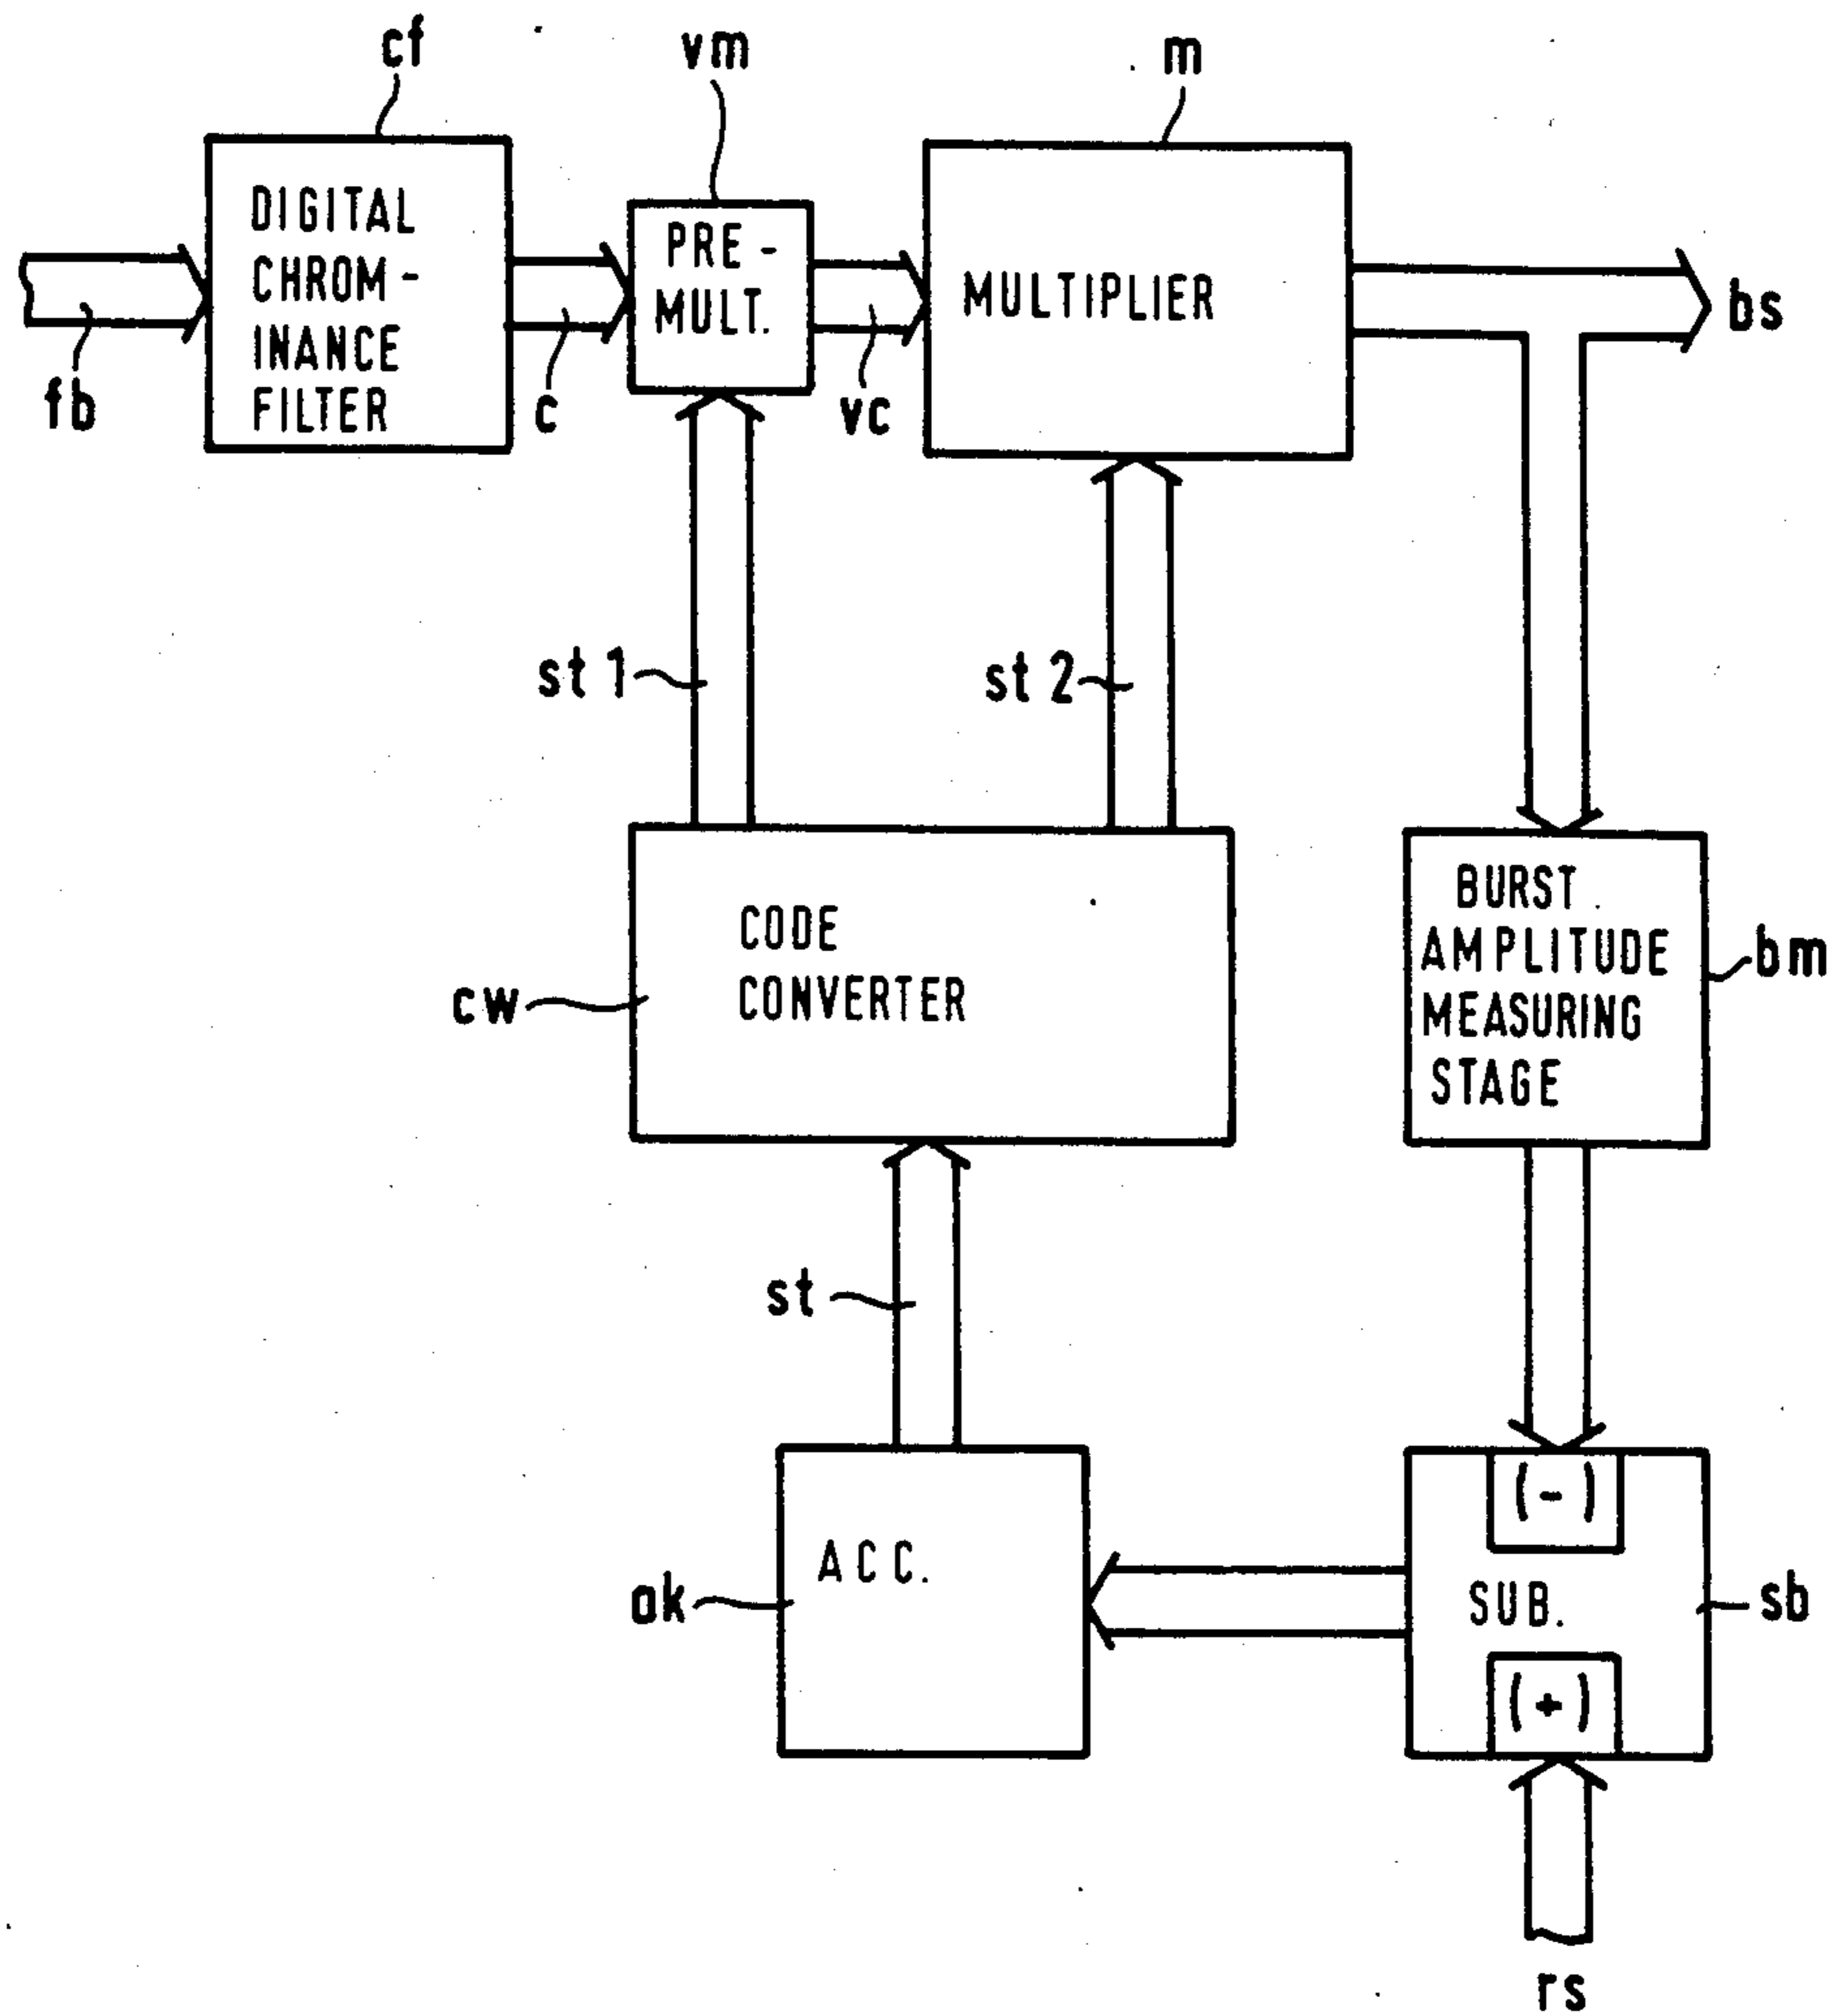 cf
vm
m
DIGITAL
CHROM-
INANCE
FILTER
PRE-
MULT.
MULTIPLIER
fb
c
vc
bs
st 1
st 2
CODE
CONVERTER
cw
BURST
AMPLITUDE
MEASURING
STAGE
bm
st
ACC.
ak
(-)
SUB.
(+)
sb
rs